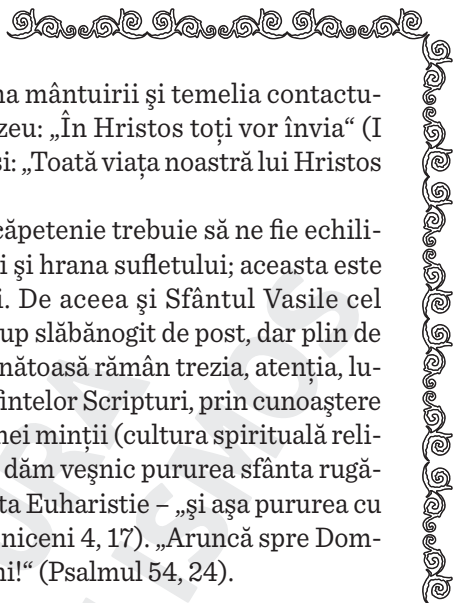 na mântuirii şi temelia contactu-
zeu: „În Hristos toţi vor învia“ (I
si: „Toată viaţa noastră lui Hristos
căpetenie trebuie să ne fie echili-
i şi hrana sufletului; aceasta este
i. De aceea şi Sfântul Vasile cel
up slăbănogit de post, dar plin de
nătoasă rămân trezia, atenţia, lu-
fintelor Scripturi, prin cunoaştere
nei minţii (cultura spirituală reli-
dăm veşnic pururea sfânta rugă-
ta Euharistie – „şi aşa pururea cu
niceni 4, 17). „Aruncă spre Dom-
ni!“ (Psalmul 54, 24).